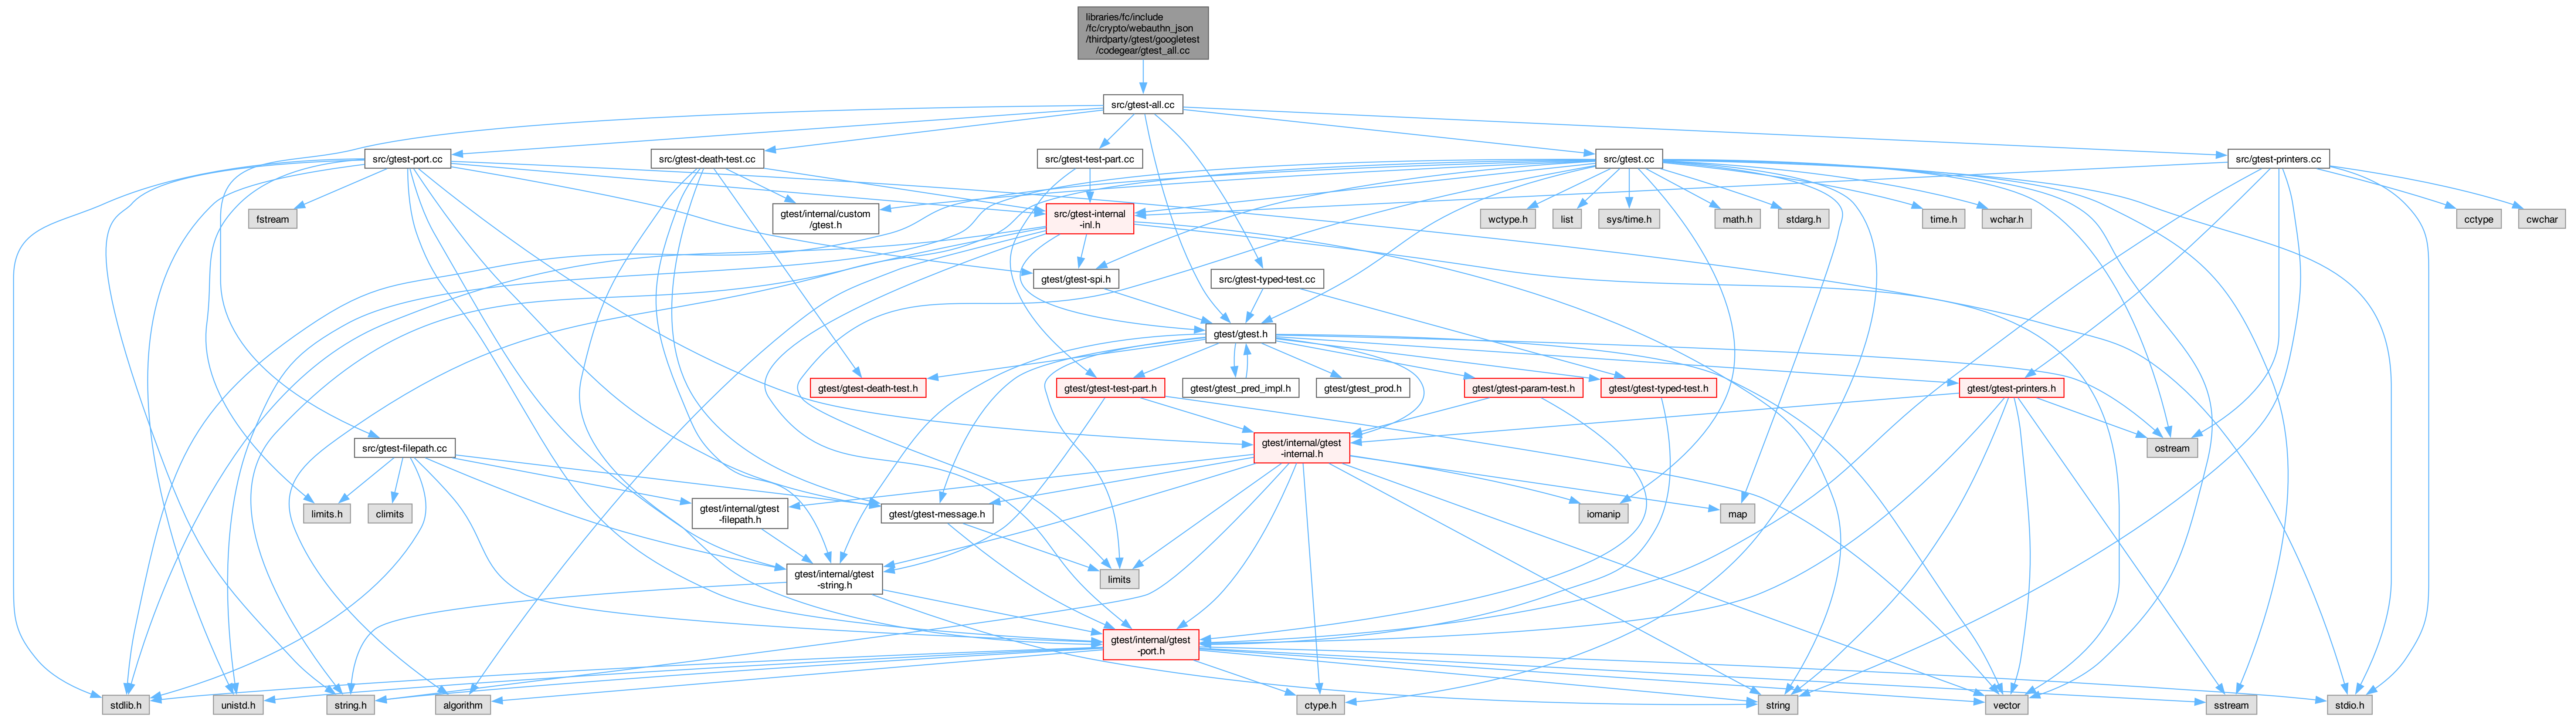 libraries/fc/include
/fc/crypto/webauthn_json
/thirdparty/gtest/googletest
/codegear/gtest_all.cc
src/gtest-all.cc
src/gtest-port.cc
src/gtest-death-test.cc
src/gtest-test-part.cc
src/gtest.cc
src/gtest-printers.cc
fstream
gtest/internal/custom
/gtest.h
src/gtest-internal
-inl.h
wctype.h
list
sys/time.h
math.h
stdarg.h
time.h
wchar.h
cctype
cwchar
gtest/gtest-spi.h
src/gtest-typed-test.cc
gtest/gtest.h
gtest/gtest-death-test.h
gtest/gtest-test-part.h
gtest/gtest_pred_impl.h
gtest/gtest_prod.h
gtest/gtest-param-test.h
gtest/gtest-typed-test.h
gtest/gtest-printers.h
src/gtest-filepath.cc
gtest/internal/gtest
-internal.h
ostream
limits.h
climits
gtest/internal/gtest
-filepath.h
gtest/gtest-message.h
iomanip
map
gtest/internal/gtest
-string.h
limits
gtest/internal/gtest
-port.h
stdlib.h
unistd.h
string.h
algorithm
ctype.h
string
vector
sstream
stdio.h